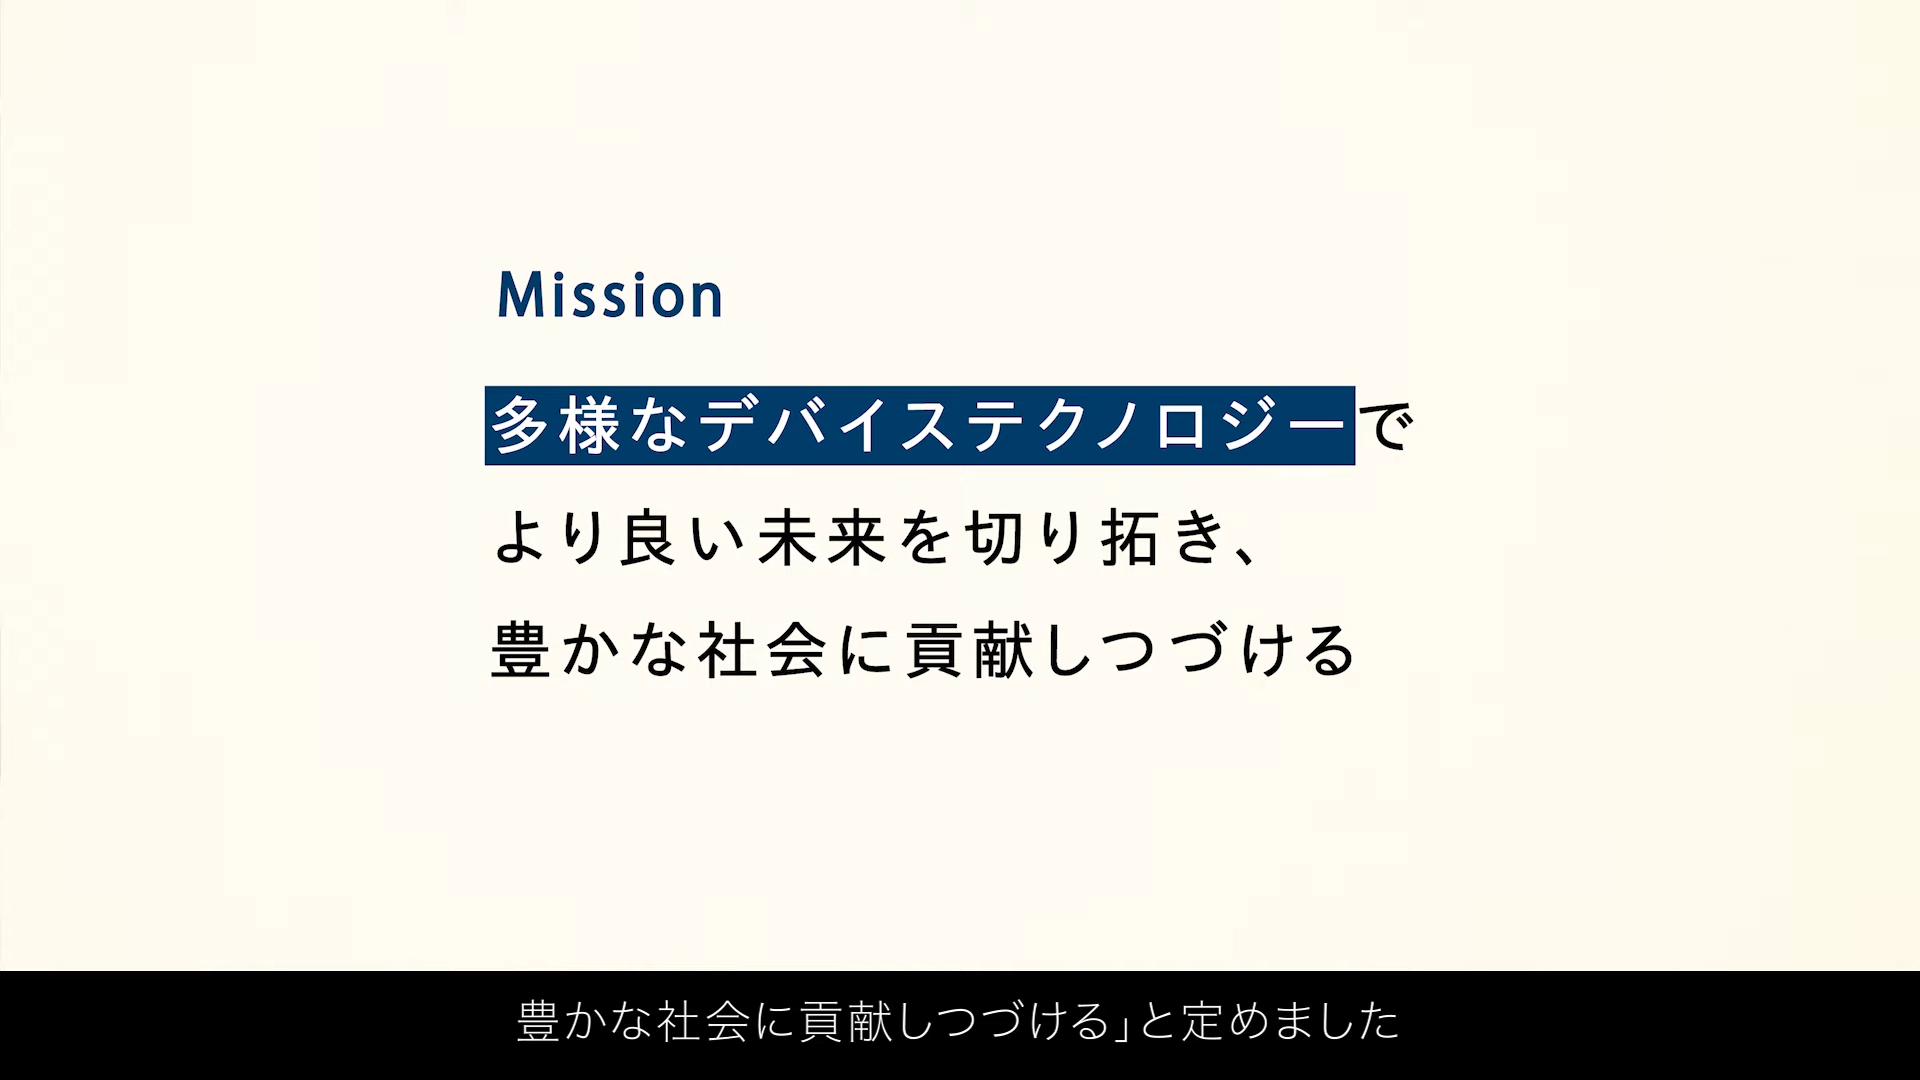 Mission
多様なデバイステクノロジーで
より良い未来を切り拓き、
豊かな社会に貢献しつづける
豊かな社会に貢献しつづける」と定めました